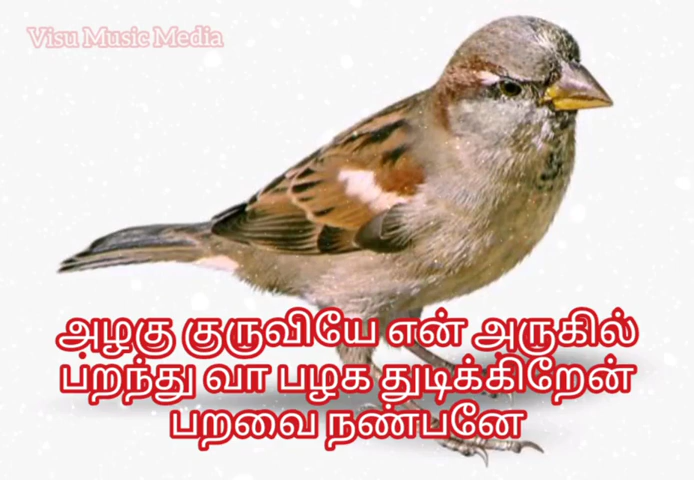 Visu Music Media
அழகு குருவியே என் அருகில்
பறந்து வா பழக துடிக்கிறேன்
பறவை நண்பனே